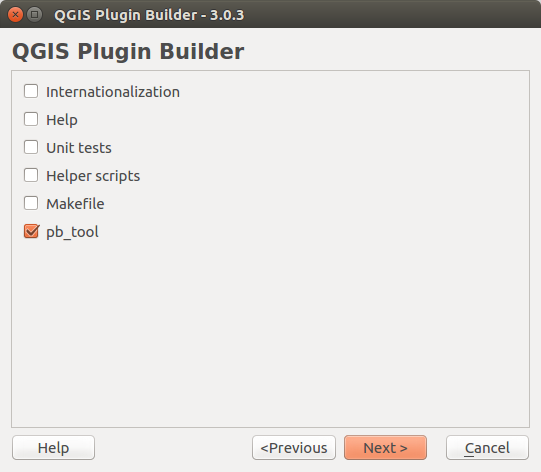 QGIS Plugin Builder - 3.0.3
QGIS Plugin Builder
Internationalization
Help
Unit tests
Helper scripts
Makefile
pb_tool
Help
<Previous
Next >
Cancel